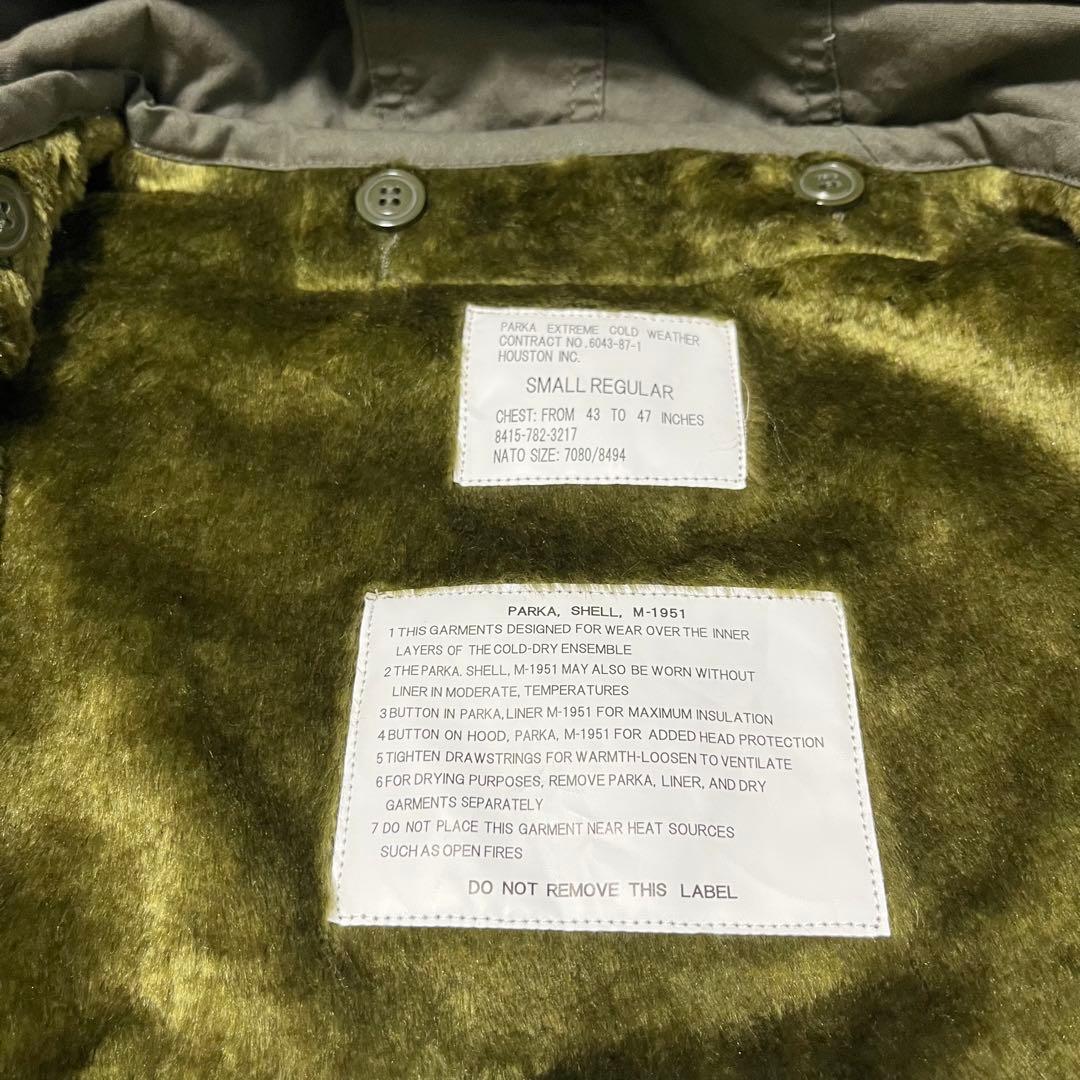 PARKA EXTREME COLD WEATHER
CONTRACT NO.6043-87-1
HOUSTON INC.
SMALL REGULAR
CHEST: FROM 43 TO 47 INCHES
8415-782-3217
NATO SIZE: 7080/8494
PARKA, SHELL, M-1951
1 THIS GARMENTS DESIGNED FOR WEAR OVER THE INNER
LAYERS OF THE COLD-DRY ENSEMBLE
2 THE PARKA. SHELL, M-1951 MAY ALSO BE WORN WITHOUT
LINER IN MODERATE, TEMPERATURES
3 BUTTON IN PARKA, LINER M-1951 FOR MAXIMUM INSULATION
4 BUTTON ON HOOD, PARKA, M-1951 FOR ADDED HEAD PROTECTION
5 TIGHTEN DRAWSTRINGS FOR WARMTH-LOOSEN TO VENTILATE
6 FOR DRYING PURPOSES, REMOVE PARKA, LINER, AND DRY
GARMENTS SEPARATELY
7 DO NOT PLACE THIS GARMENT NEAR HEAT SOURCES
SUCH AS OPEN FIRES
DO NOT REMOVE THIS LABEL